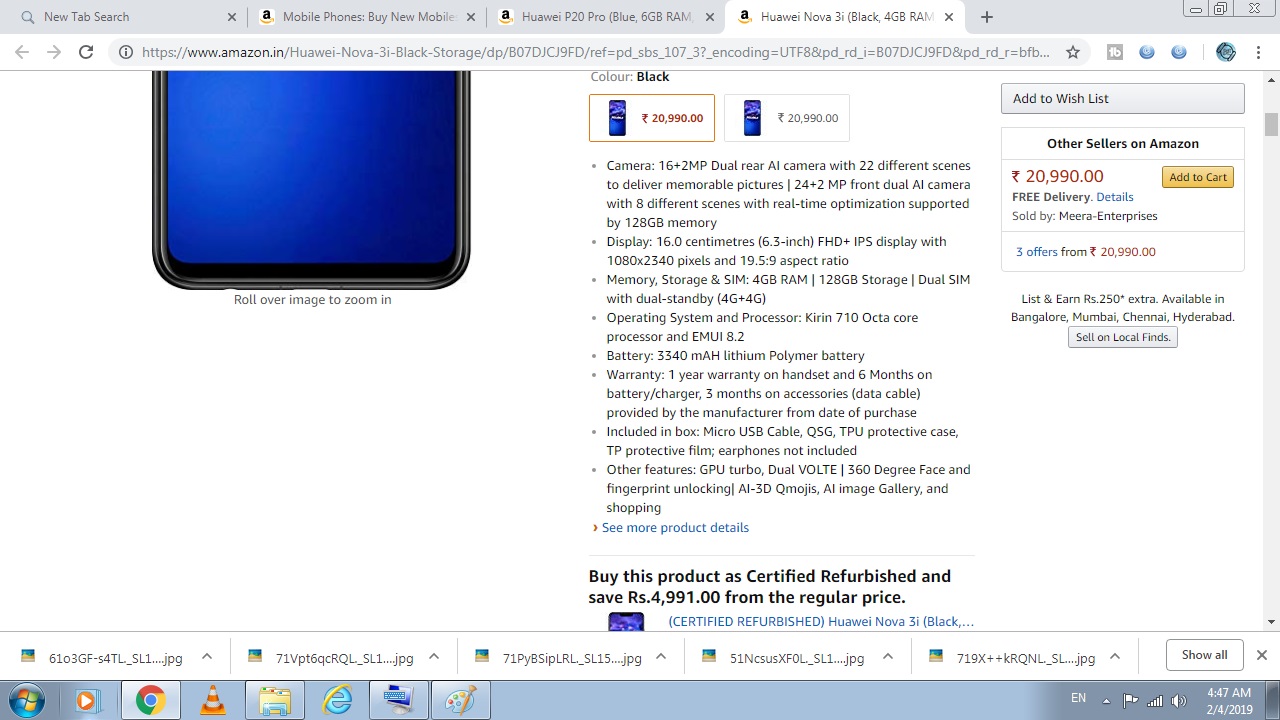 New Tab Search
Mobile Phones: Buy New Mobile
Huawei P20 Pro (Blue, 6GB RAM,
Huawei Nova 3i (Black, 4GB RAM
https://www.amazon.in/Huawei-Nova-3i-Black-Storage/dp/B07DJCJ9FD/ref=pd_sbs_107_3?_encoding=UTF8&pd_rd_i=B07DJCJ9FD&pd_rd_r=bfb...
Roll over image to zoom in
Colour: Black
₹ 20,990.00
₹ 20,990.00
Camera: 16+2MP Dual rear AI camera with 22 different scenes
to deliver memorable pictures | 24+2 MP front dual AI camera
with 8 different scenes with real-time optimization supported
by 128GB memory
Display: 16.0 centimetres (6.3-inch) FHD+ IPS display with
1080x2340 pixels and 19.5:9 aspect ratio
Memory, Storage & SIM: 4GB RAM | 128GB Storage | Dual SIM
with dual-standby (4G+4G)
Operating System and Processor: Kirin 710 Octa core
processor and EMUI 8.2
Battery: 3340 mAH lithium Polymer battery
Warranty: 1 year warranty on handset and 6 Months on
battery/charger, 3 months on accessories (data cable)
provided by the manufacturer from date of purchase
Included in box: Micro USB Cable, QSG, TPU protective case,
TP protective film; earphones not included
Other features: GPU turbo, Dual VOLTE | 360 Degree Face and
fingerprint unlocking| AI-3D Qmojis, AI image Gallery, and
shopping
See more product details
Buy this product as Certified Refurbished and
save Rs.4,991.00 from the regular price.
(CERTIFIED REFURBISHED) Huawei Nova 3i (Black,...
Add to Wish List
Other Sellers on Amazon
₹ 20,990.00
Add to Cart
FREE Delivery. Details
Sold by: Meera-Enterprises
3 offers from ₹ 20,990.00
List & Earn Rs.250* extra. Available in
Bangalore, Mumbai, Chennai, Hyderabad.
Sell on Local Finds.
61o3GF-s4TL_SL1....jpg
71Vpt6qcRQL_SL1....jpg
71PyBSipLRL_SL15....jpg
51NcsusXF0L_SL1....jpg
719X++kRQNL_SL....jpg
Show all
EN
4:47 AM
2/4/2019